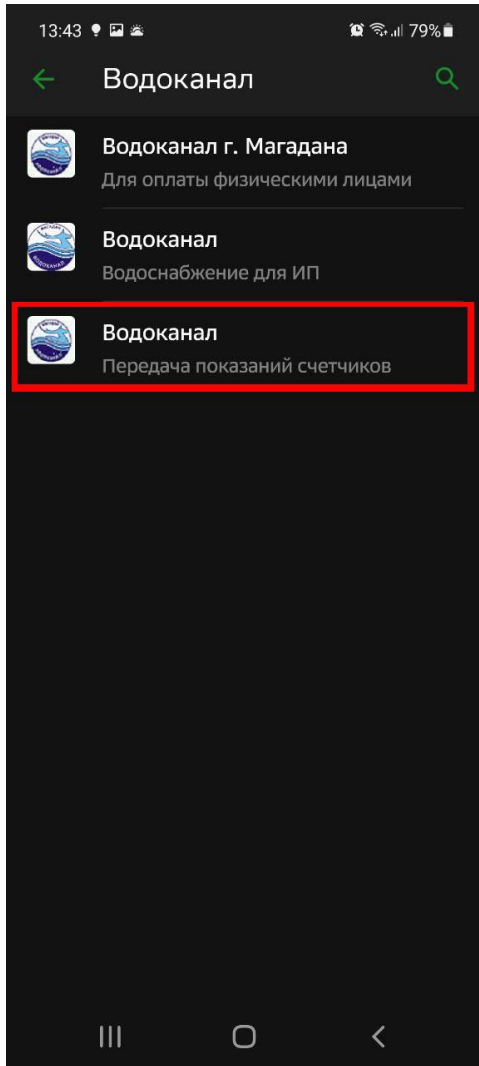 13:43
79%
Водоканал
Водоканал г. Магадана
Для оплаты физическими лицами
Водоканал
Водоснабжение для ИП
Водоканал
Передача показаний счетчиков